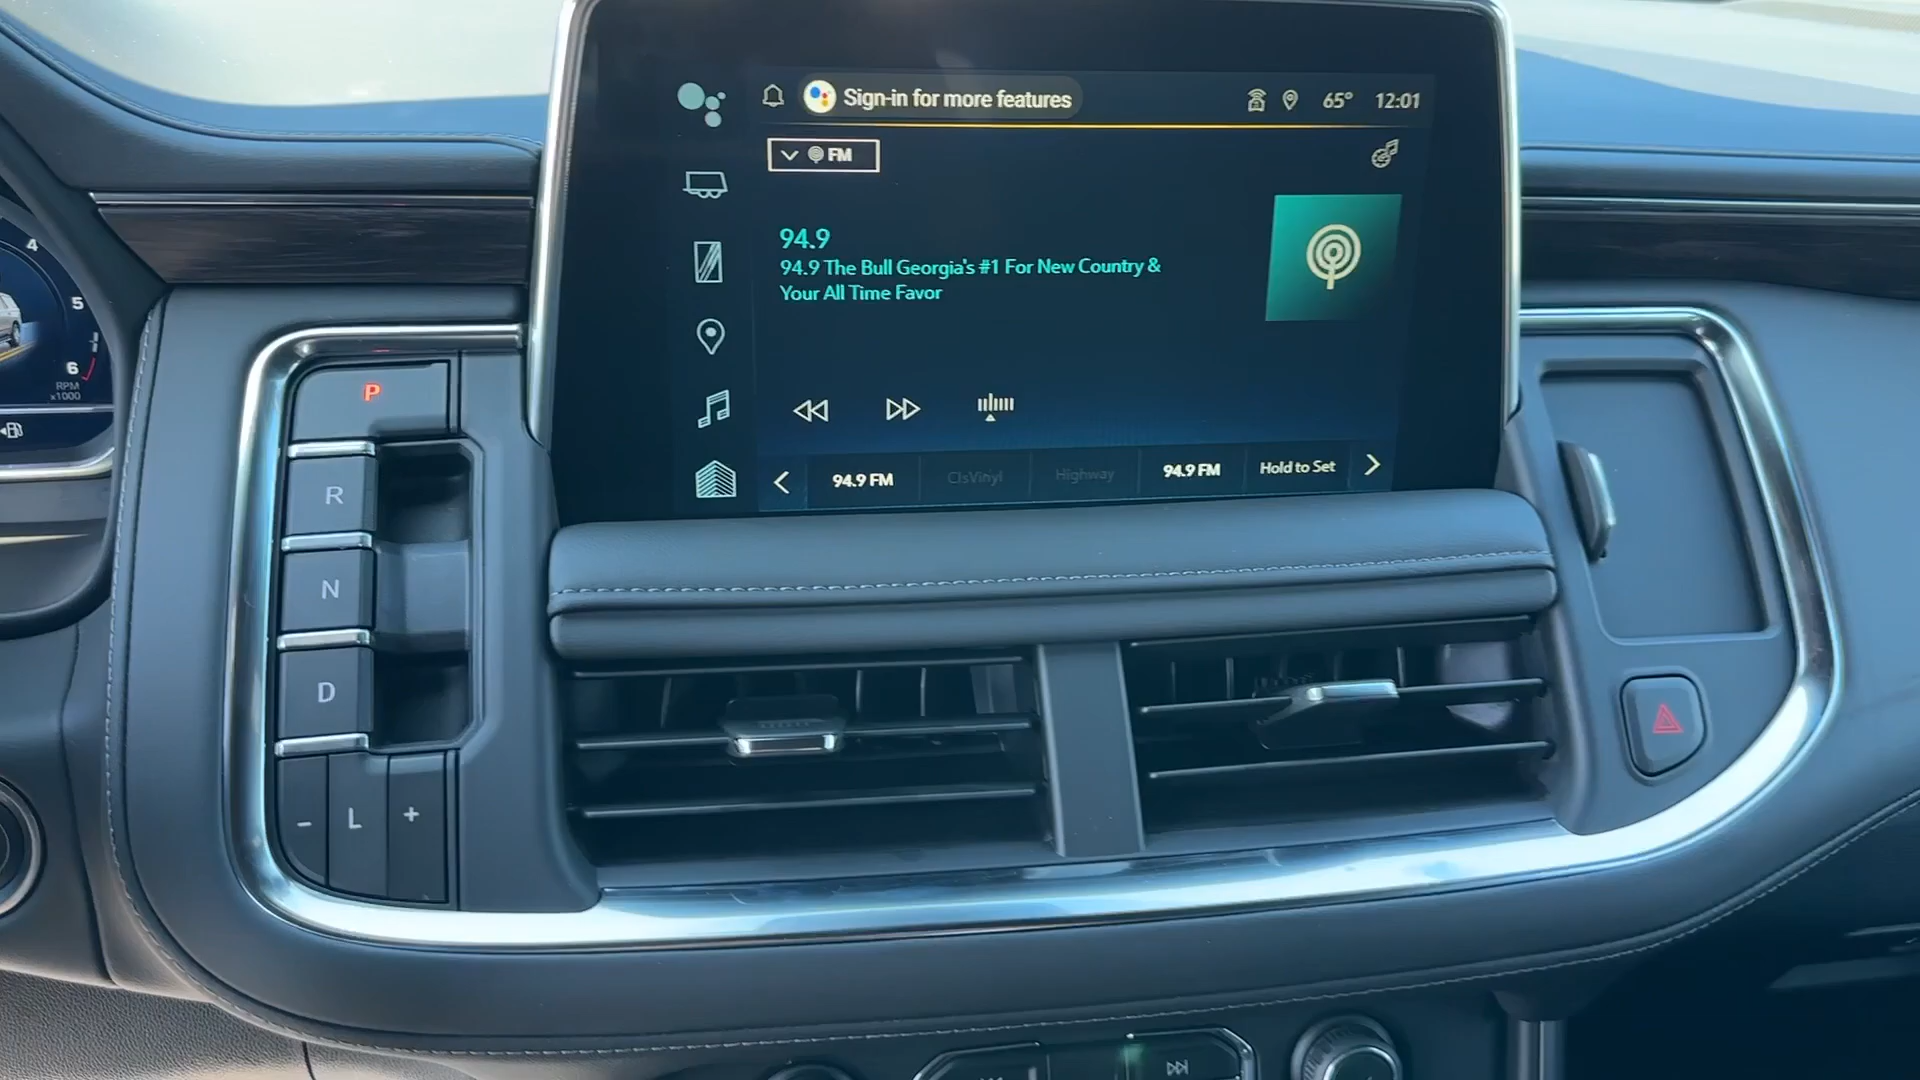 Sign-in for more features
65°
12:01
FM
94.9
94.9 The Bull Georgia's #1 For New Country &
Your All Time Favor
94.9 FM
ClsVinyl
Highway
94.9 FM
Hold to Set
4
5
6
RPM
x1000
P
R
N
D
- L +